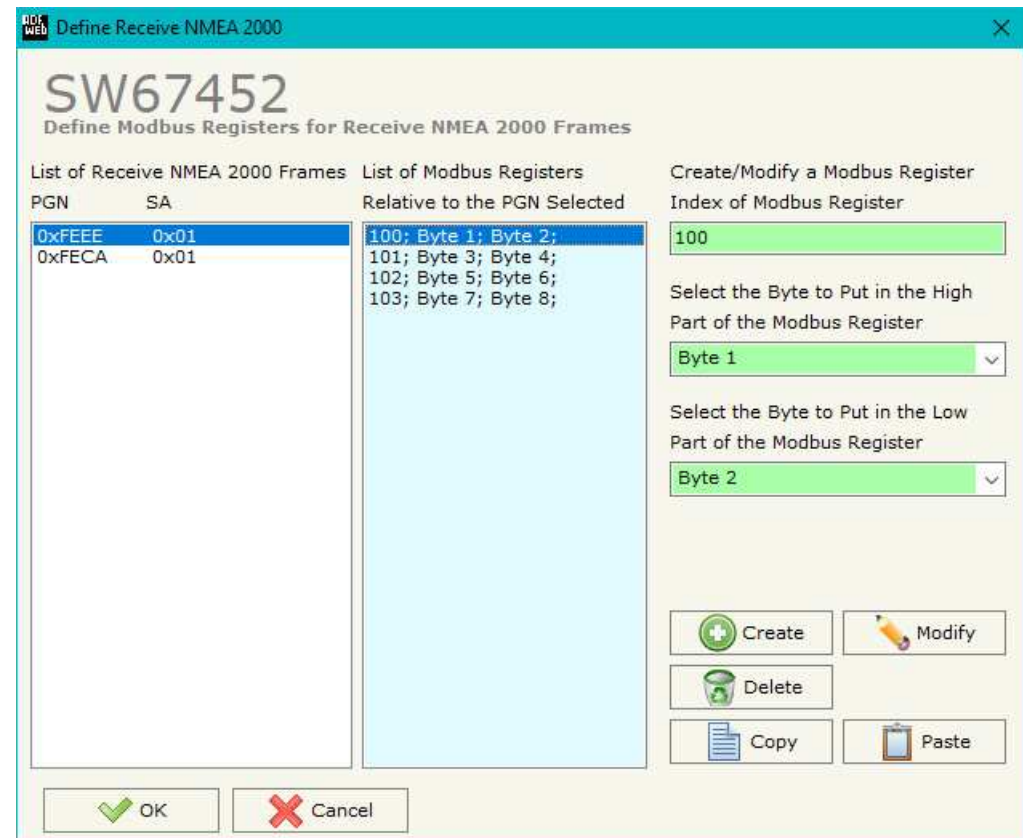 ADF WEB Define Receive NMEA 2000
SW67452
Define Modbus Registers for Receive NMEA 2000 Frames
List of Receive NMEA 2000 Frames
PGN SA
0xFEEE 0x01
0xFECA 0x01
List of Modbus Registers
Relative to the PGN Selected
100; Byte 1; Byte 2;
101; Byte 3; Byte 4;
102; Byte 5; Byte 6;
103; Byte 7; Byte 8;
Create/Modify a Modbus Register
Index of Modbus Register
100
Select the Byte to Put in the High
Part of the Modbus Register
Byte 1
Select the Byte to Put in the Low
Part of the Modbus Register
Byte 2
Create Modify
Delete
Copy Paste
OK Cancel